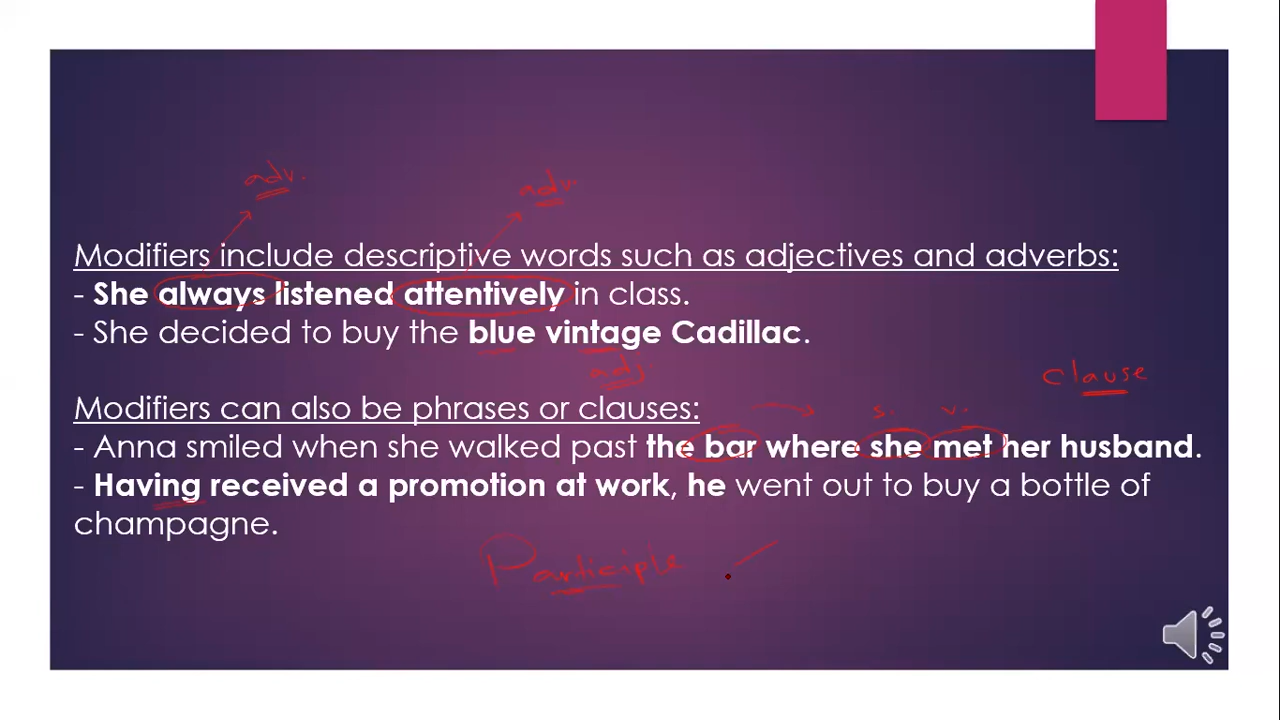 adv.
adv.
Modifiers include descriptive words such as adjectives and adverbs:
- She always listened attentively in class.
- She decided to buy the blue vintage Cadillac.
adj
clause
Modifiers can also be phrases or clauses:
s. v.
- Anna smiled when she walked past the bar where she met her husband.
- Having received a promotion at work, he went out to buy a bottle of
champagne.
Participle